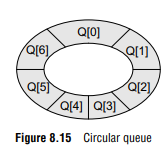 Q[0]
Q[6] Q[1]
Q[5] Q[2]
Q[4] Q[3]
Figure 8.15 Circular queue